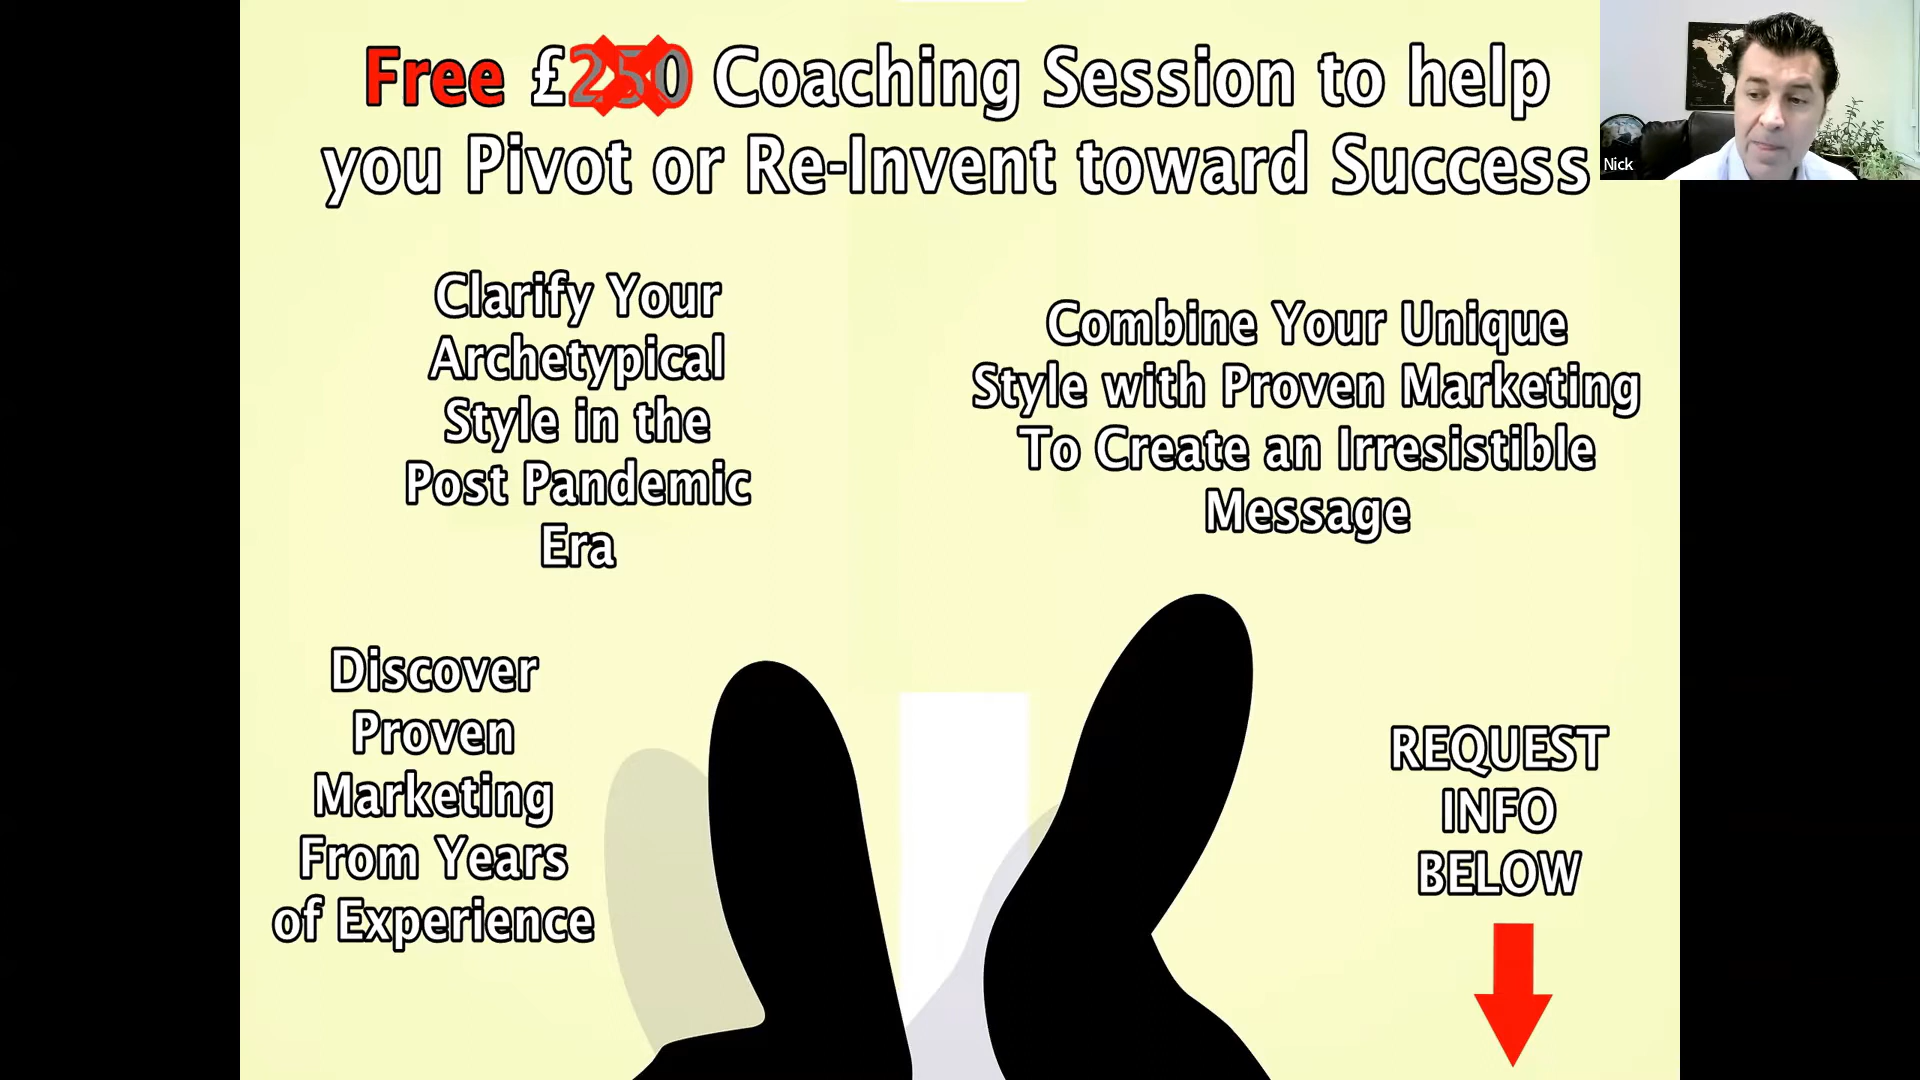 Free £250 Coaching Session to help
you Pivot or Re-Invent toward Success
Nick
Clarify Your
Archetypical
Style in the
Post Pandemic
Era
Combine Your Unique
Style with Proven Marketing
To Create an Irresistible
Message
Discover
Proven
Marketing
From Years
of Experience
REQUEST
INFO
BELOW